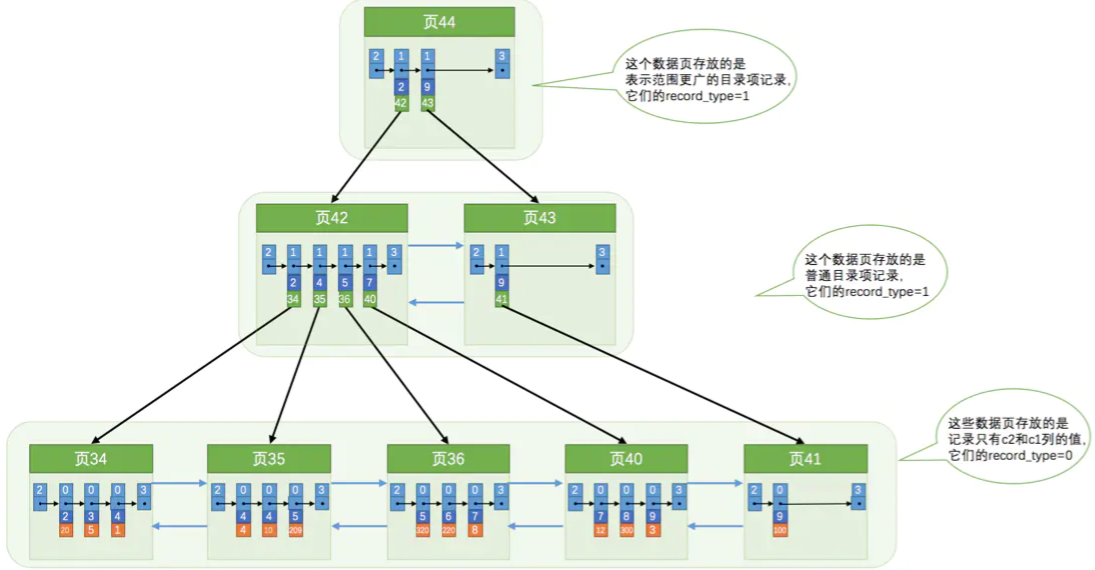 页44
2 1 1 3
2 9
42 43
这个数据页存放的是
表示范围更广的目录项记录,
它们的record_type=1
页42 页43
2 1 1 1 1 3 2 1 3
2 4 5 7 9
34 35 36 40 41
这个数据页存放的是
普通目录项记录,
它们的record_type=1
这些数据页存放的是
记录只有c2和c1列的值,
它们的record_type=0
页34 页35 页36 页40 页41
2 0 0 0 3 2 0 0 0 3 2 0 0 0 3 2 0 0 0 3 2 0 3
2 3 4 4 4 5 5 6 7 7 8 9 9
20 5 1 4 10 209 320 220 8 12 300 3 100